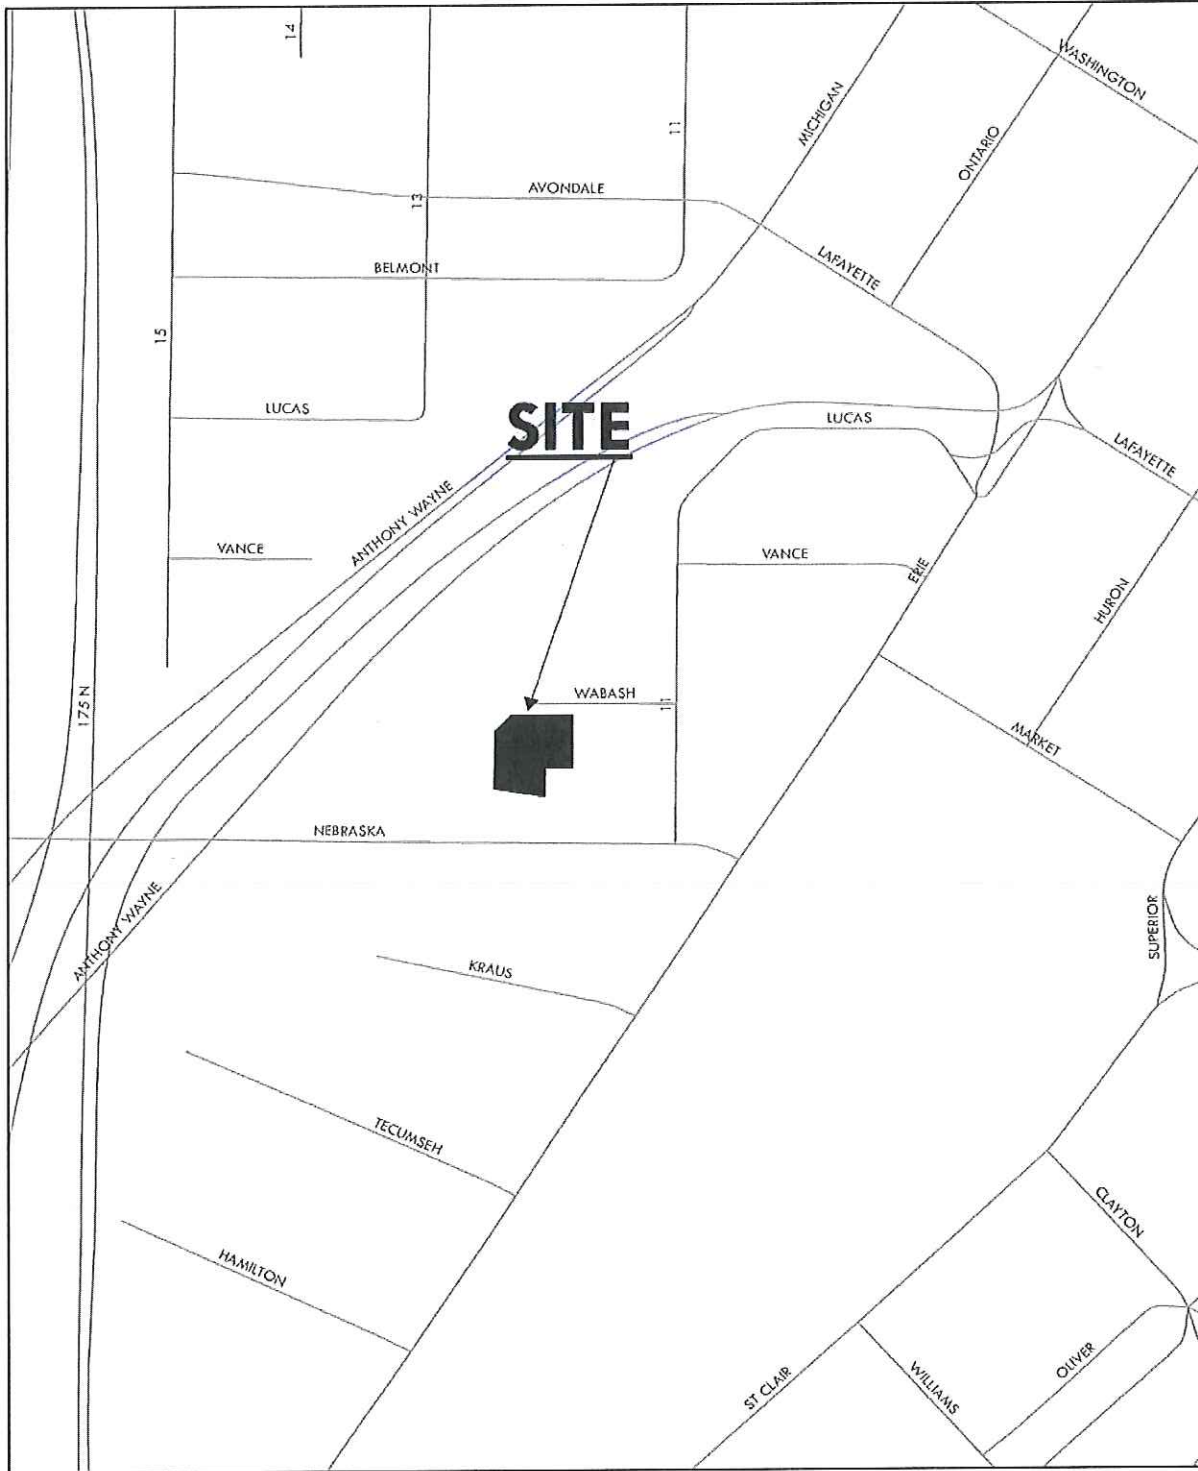 14
WASHINGTON
MICHIGAN
11
ONTARIO
AVONDALE
13
LAFAYETTE
BELMONT
15
LUCAS
SITE
LUCAS
LAFAYETTE
ANTHONY WAYNE
VANCE
VANCE
ERIE
HURON
175 N
WABASH
11
MARKET
NEBRASKA
ANTHONY WAYNE
SUPERIOR
KRAUS
TECUMSEH
CLAYTON
HAMILTON
ST CLAIR
WILLIAMS
OLIVER